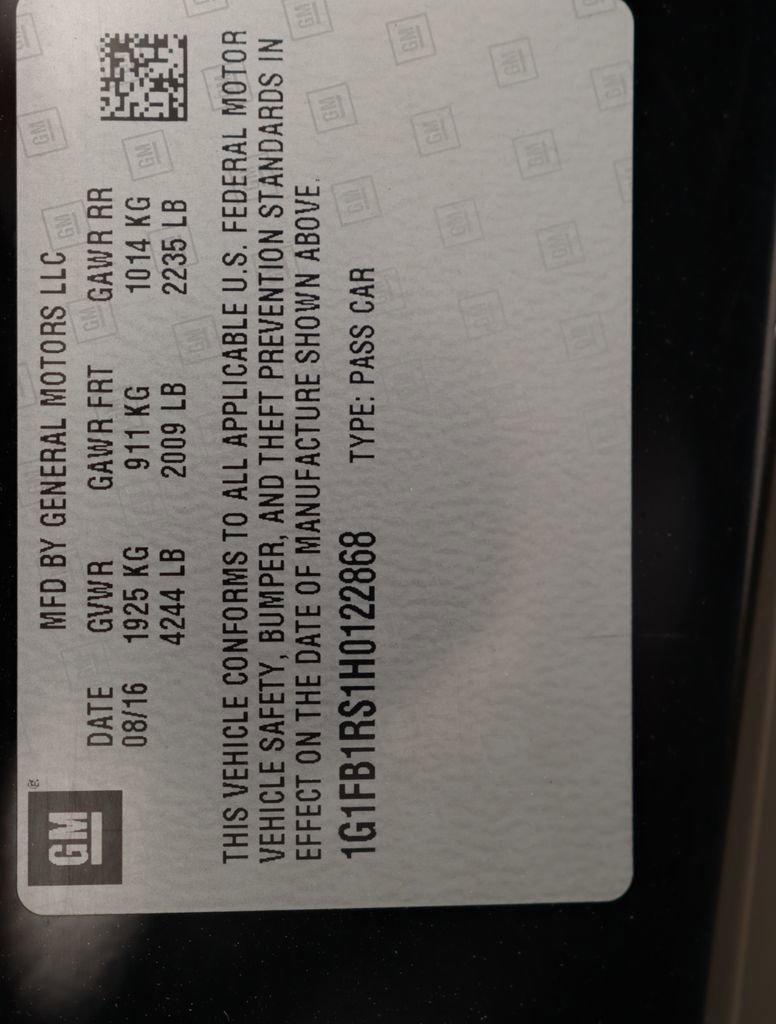 GM
®
MFD BY GENERAL MOTORS LLC
DATE GVWR GAWR FRT GAWR RR
08/16 1925 KG 911 KG 1014 KG
4244 LB 2009 LB 2235 LB
THIS VEHICLE CONFORMS TO ALL APPLICABLE U.S. FEDERAL MOTOR
VEHICLE SAFETY, BUMPER, AND THEFT PREVENTION STANDARDS IN
EFFECT ON THE DATE OF MANUFACTURE SHOWN ABOVE.
1G1FB1RS1H0122868 TYPE: PASS CAR